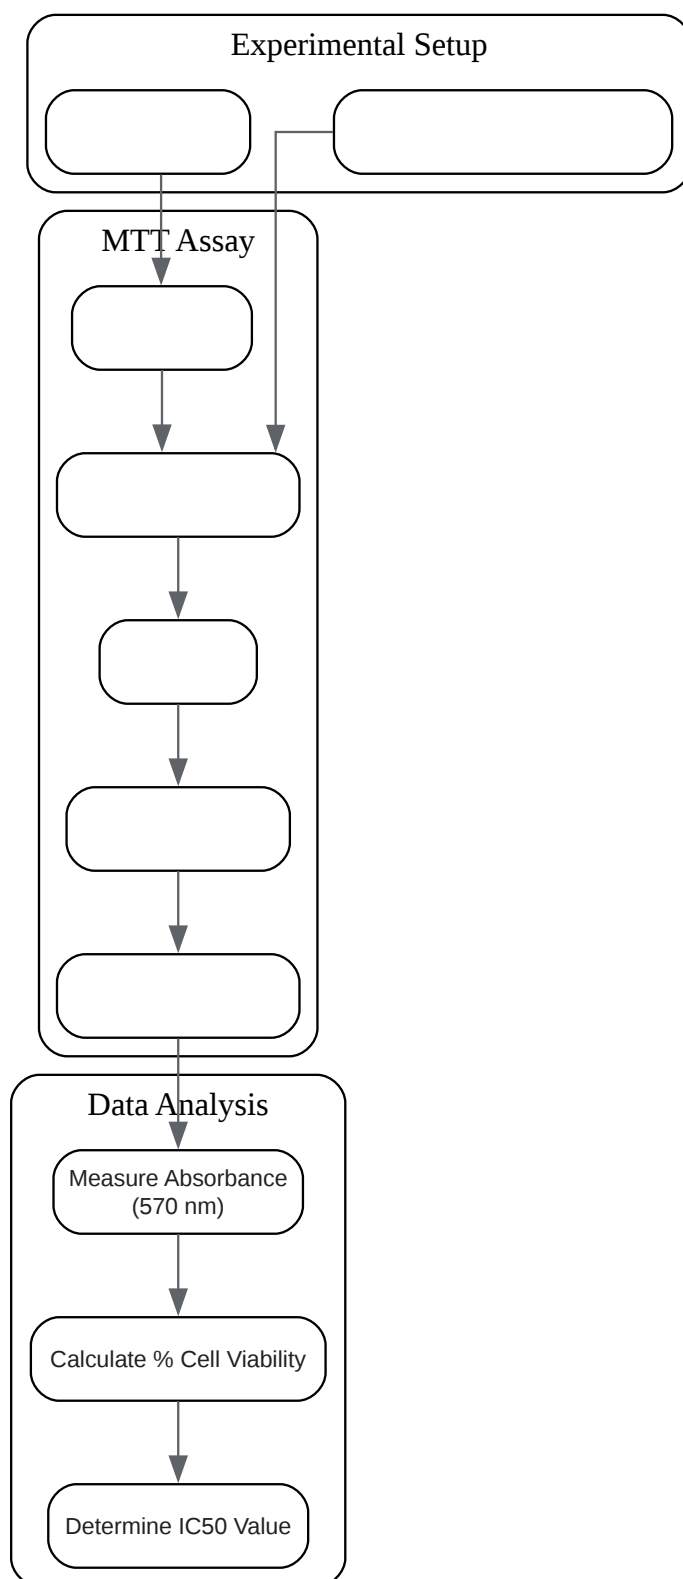 Experimental Setup
MTT Assay
Data Analysis
Measure Absorbance
(570 nm)
Calculate % Cell Viability
Determine IC50 Value